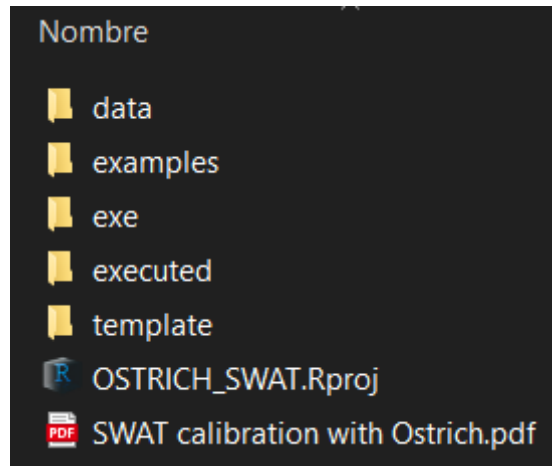 Nombre
data
examples
exe
executed
template
OSTRICH_SWAT.Rproj
SWAT calibration with Ostrich.pdf